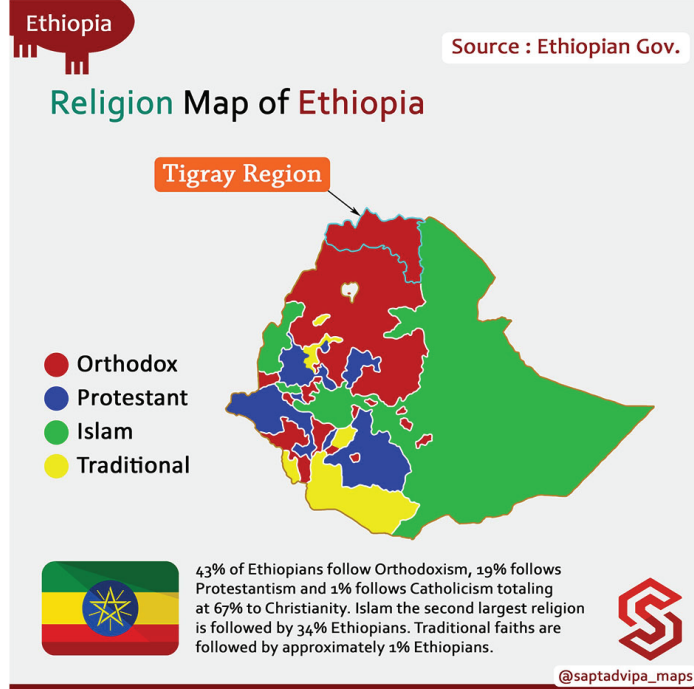 Ethiopia
Source : Ethiopian Gov.
Religion Map of Ethiopia
Tigray Region
Orthodox
Protestant
Islam
Traditional
43% of Ethiopians follow Orthodoxism, 19% follows
Protestantism and 1% follows Catholicism totaling
at 67% to Christianity. Islam the second largest religion
is followed by 34% Ethiopians. Traditional faiths are
followed by approximately 1% Ethiopians.
@saptadvipa_maps